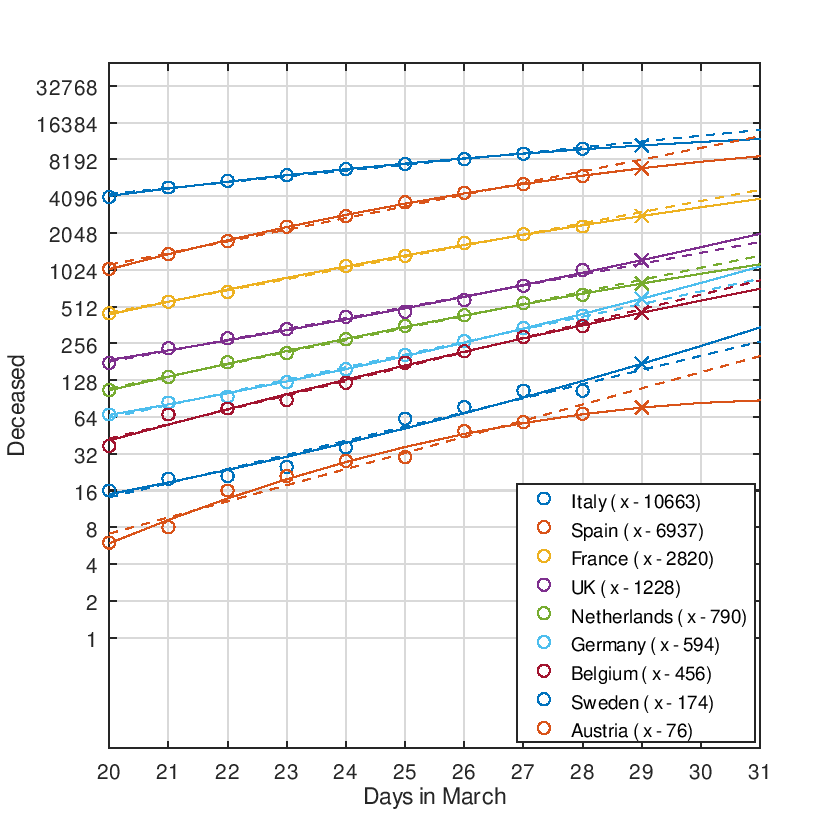 32768
16384
8192
4096
2048
1024
512
256
128
64
32
16
8
4
2
1
Deceased
Italy ( x - 10663)
Spain ( x - 6937)
France ( x - 2820)
UK ( x - 1228)
Netherlands ( x - 790)
Germany ( x - 594)
Belgium ( x - 456)
Sweden ( x - 174)
Austria ( x - 76)
20 21 22 23 24 25 26 27 28 29 30 31
Days in March